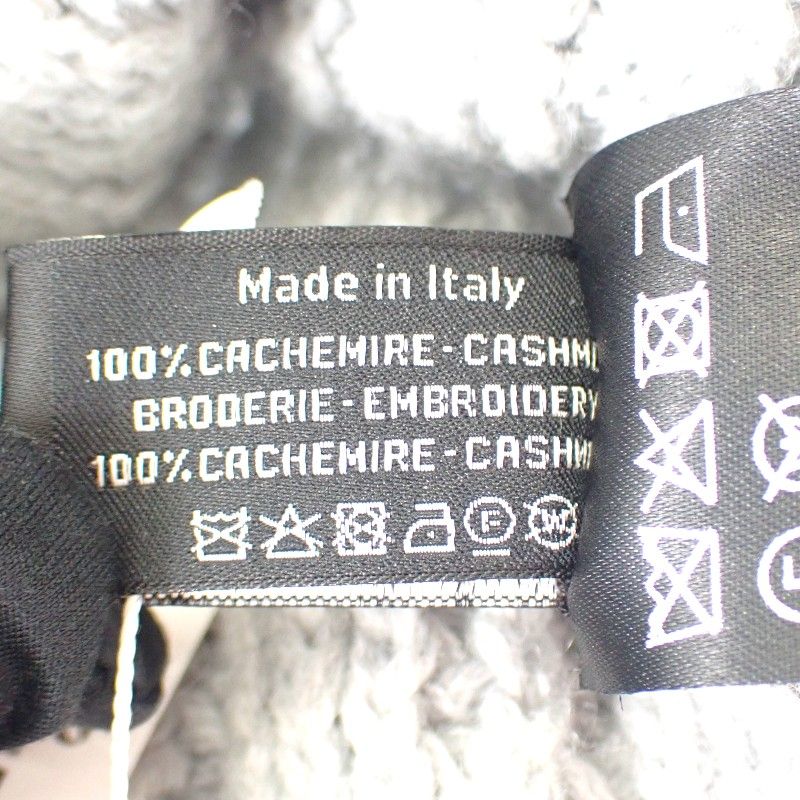 Made in Italy
100% CACHEMIRE-CASHM
BRODERIE-EMBROIDERY
100% CACHEMIRE-CASHM
F W
W